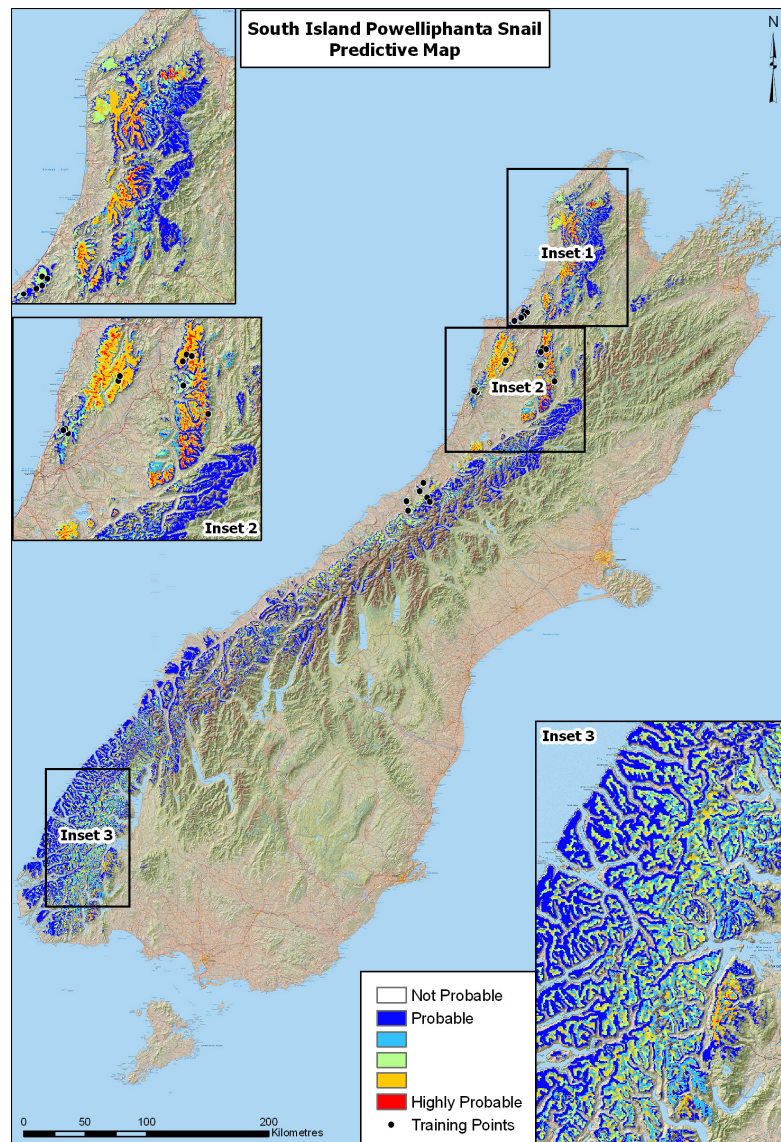 South Island Powelliphanta Snail
Predictive Map
N
Inset 1
Inset 2
Inset 2
Inset 3
Inset 3
Not Probable
Probable
Highly Probable
Training Points
0 50 100 200
Kilometres